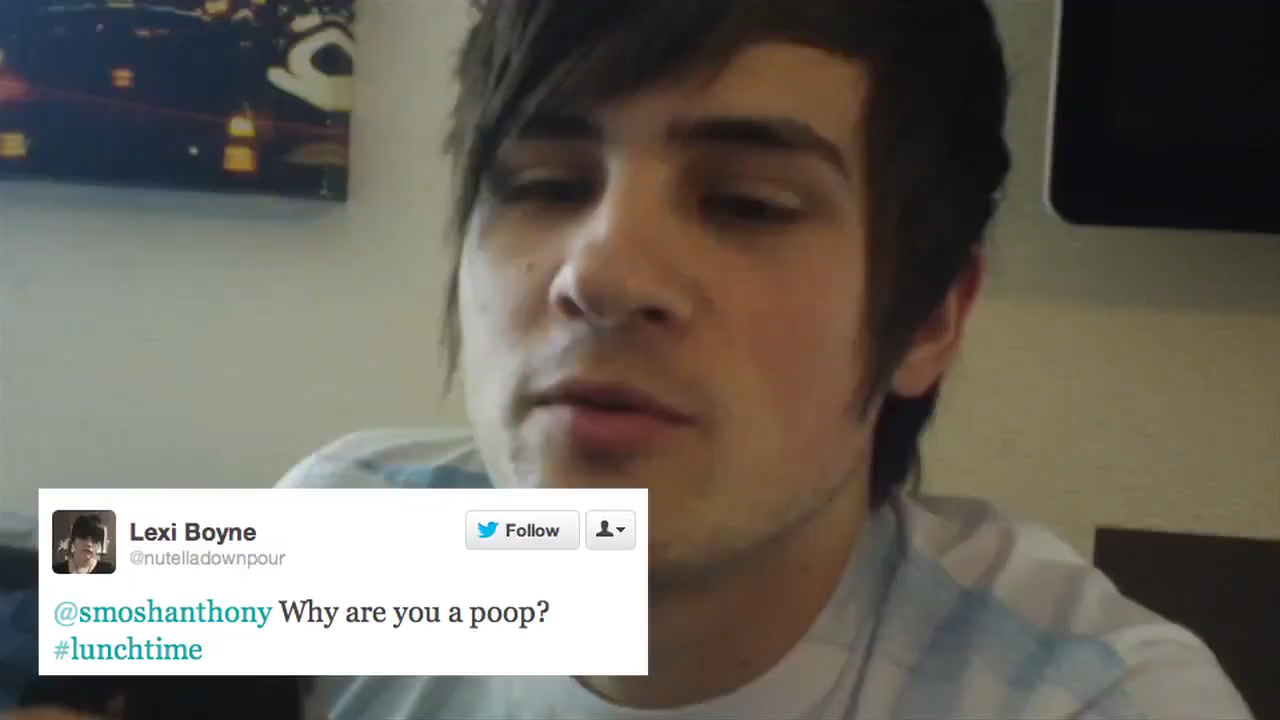 Lexi Boyne
Follow
@nutelladownpour
@smoshanthony Why are you a poop?
#lunchtime